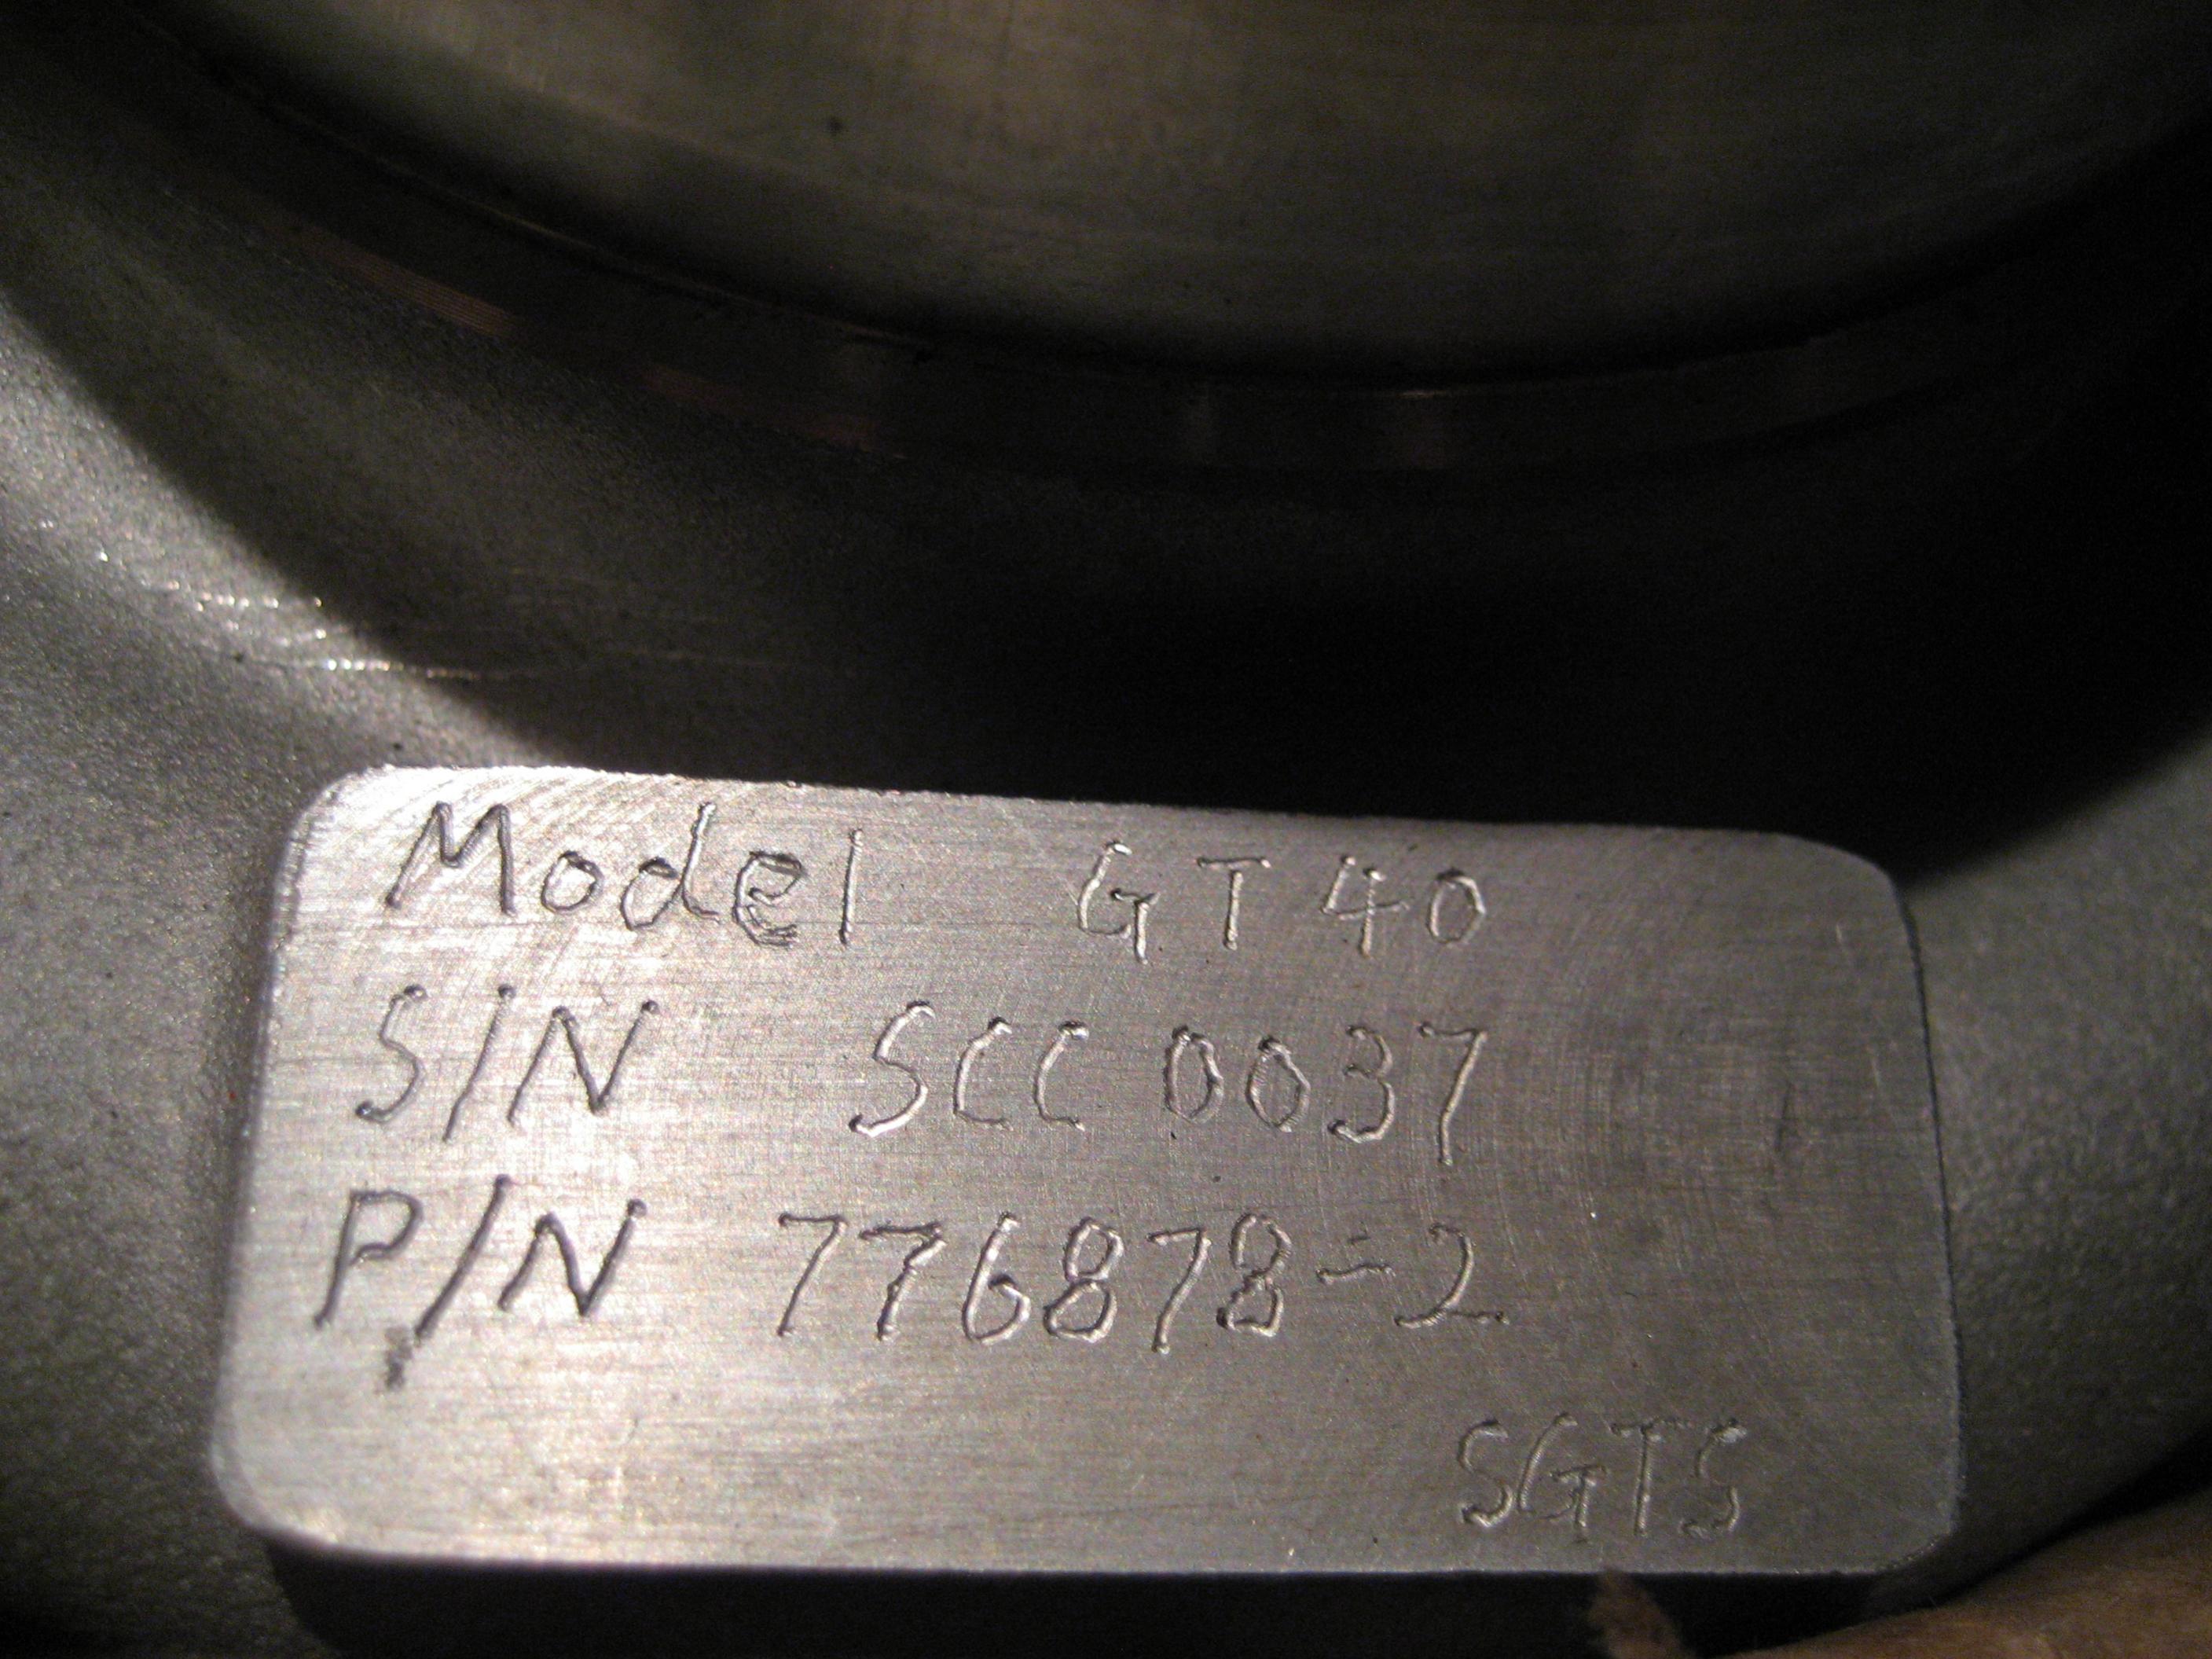 Model GT40
S/N SCC0037
P/N 776878-2
SGTS